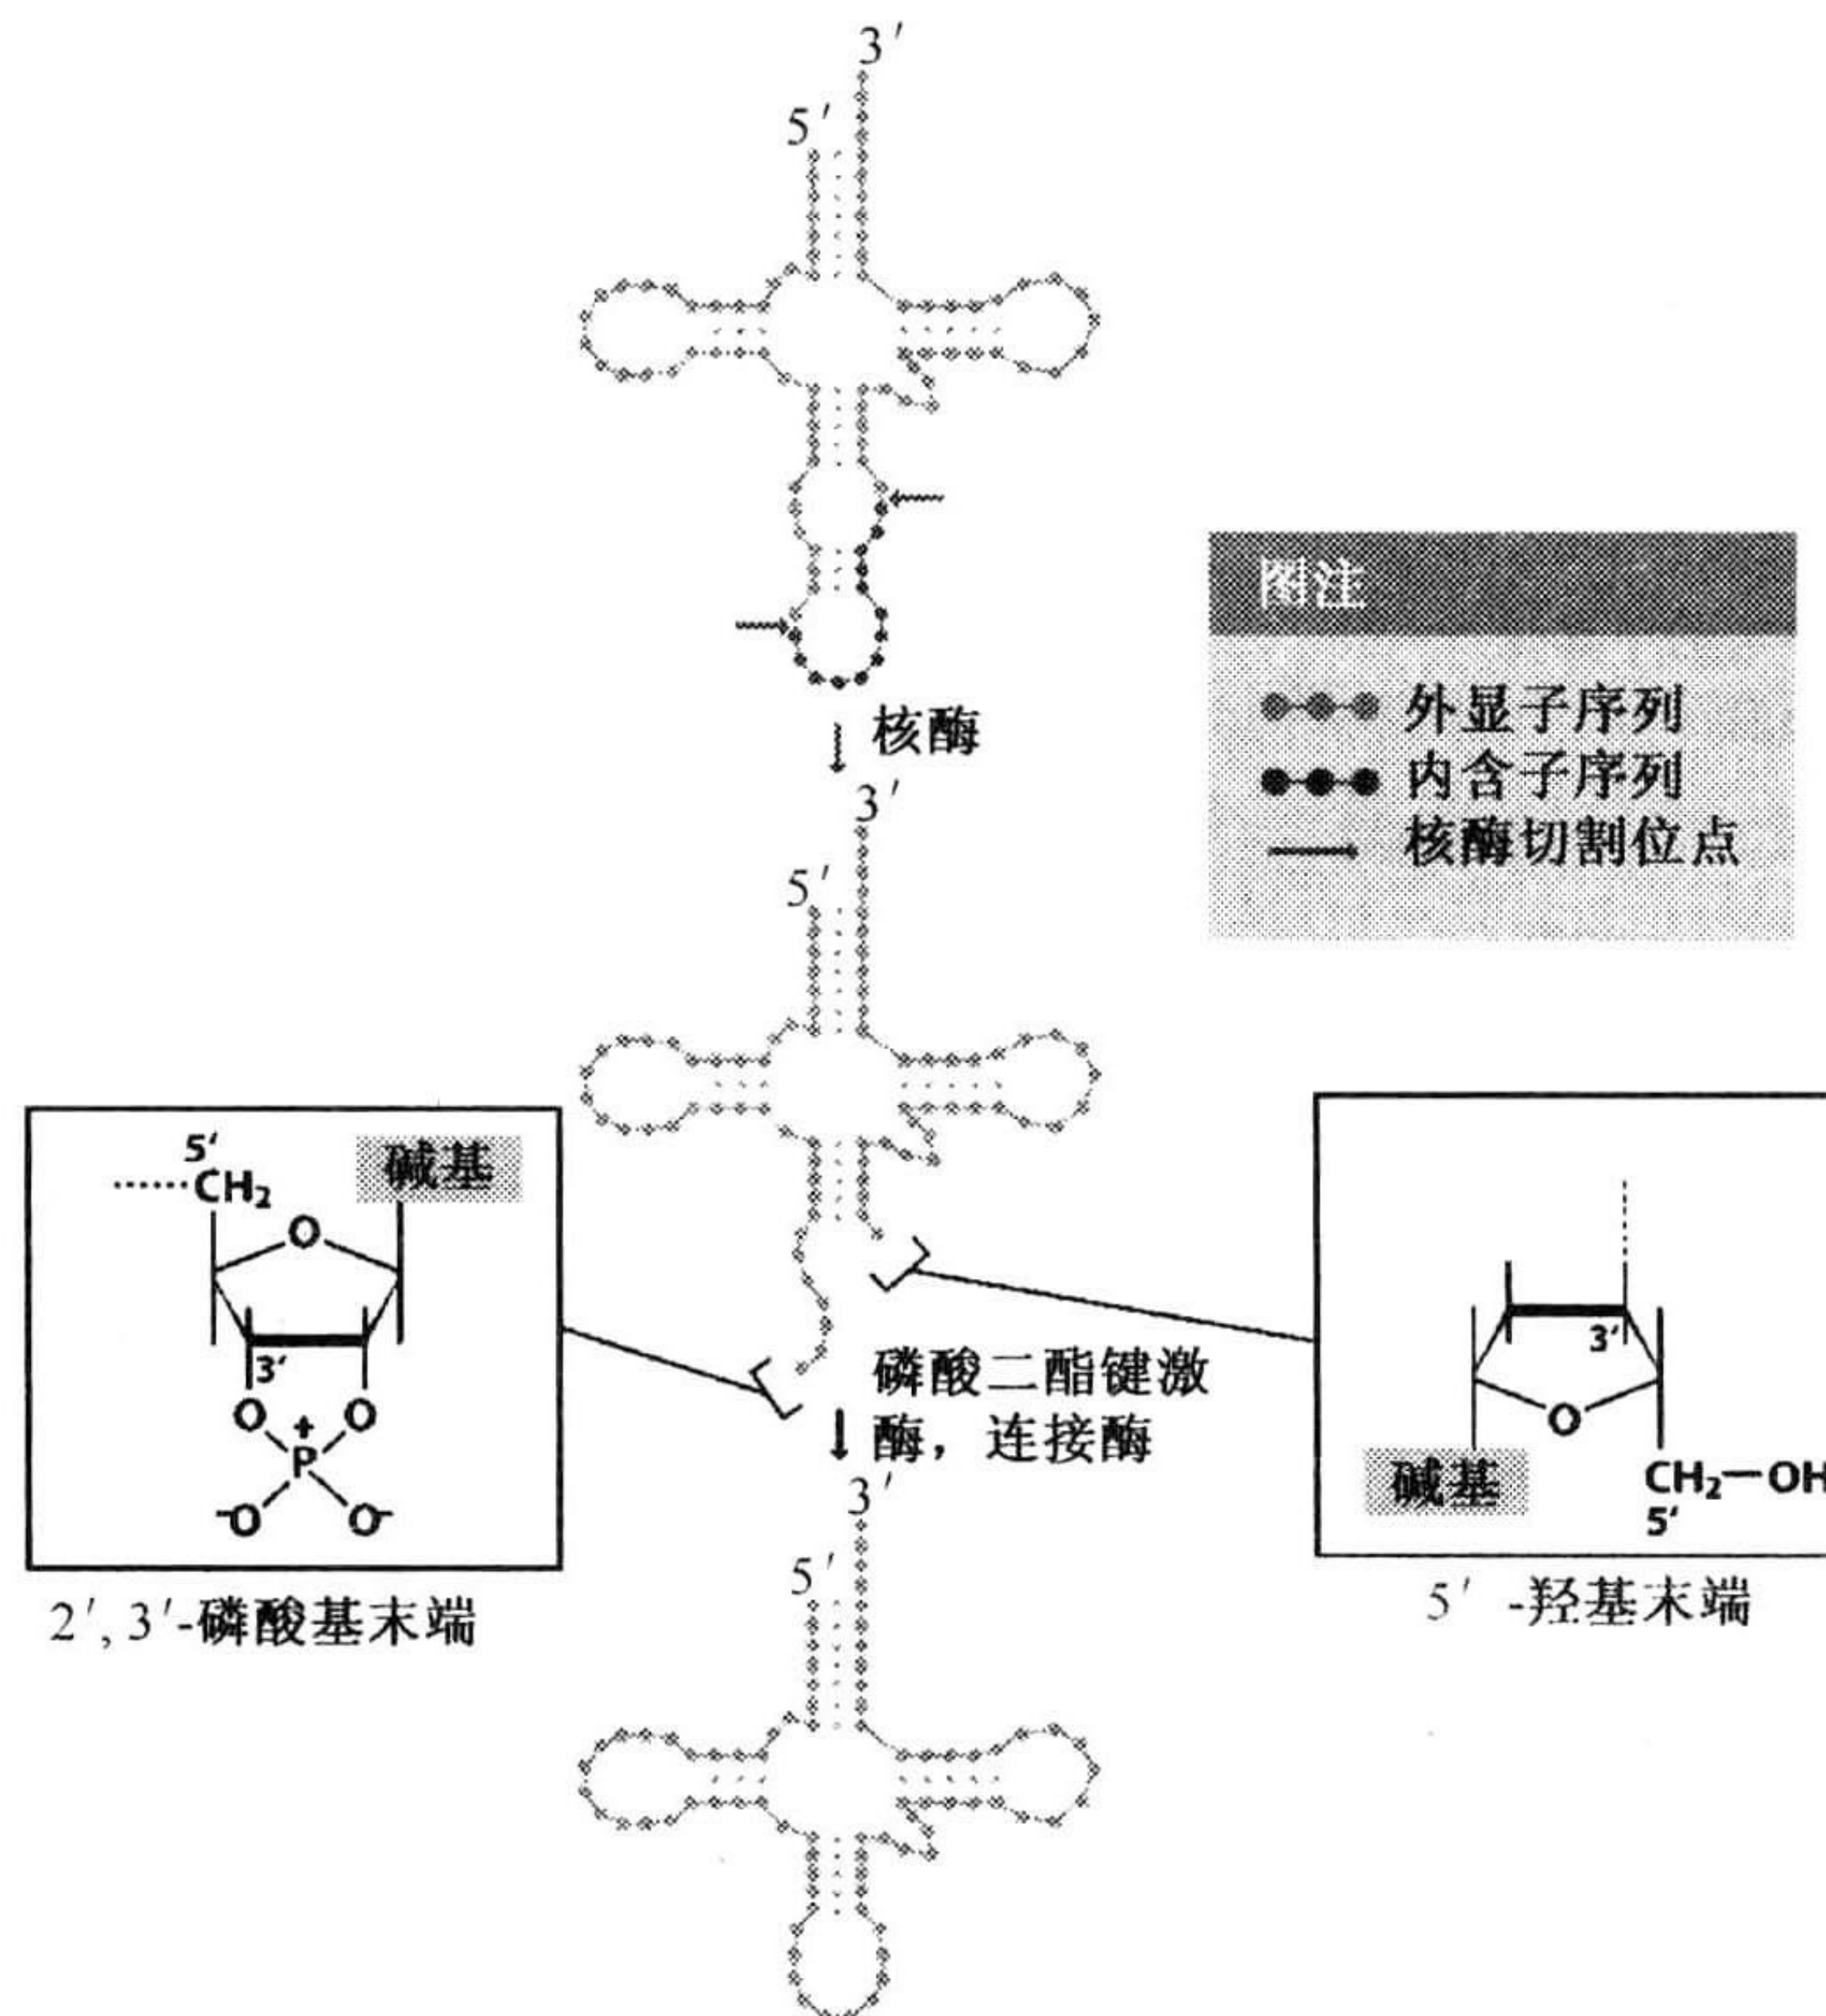 3′
5′
图注
外显子序列
内含子序列
核酶切割位点
核酶
3′
5′
5′
CH₂
碱基
O
3′
O
O
+
P
⁻O
O⁻
2′, 3′-磷酸基末端
磷酸二酯键激
酶，连接酶
3′
O
碱基
CH₂—OH
5′
5′ -羟基末端
3′
5′